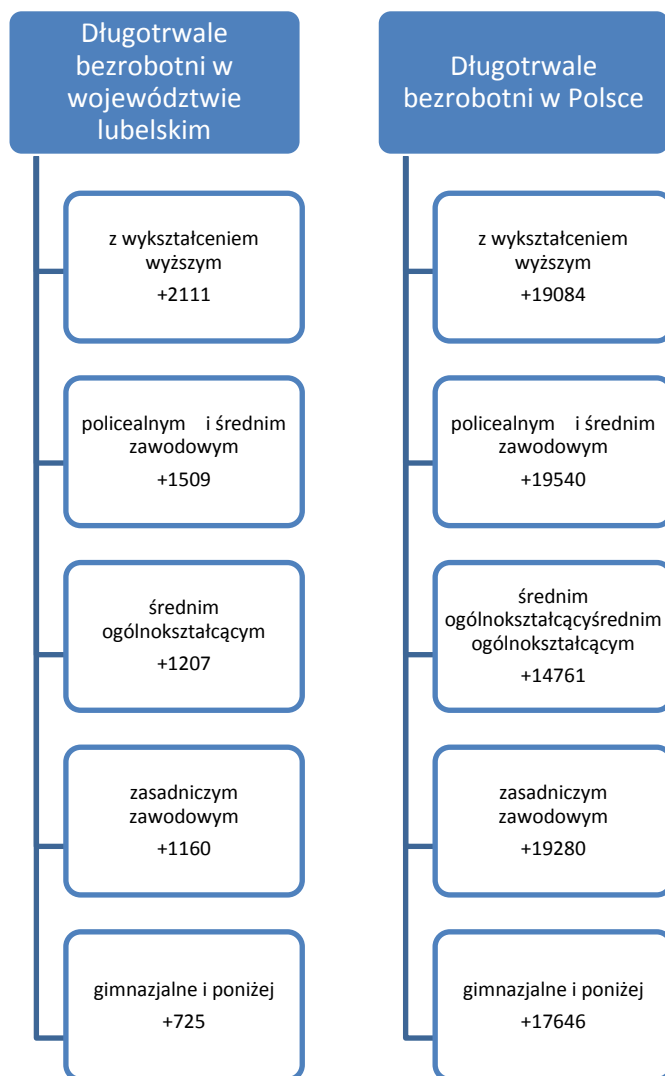 Długotrwale
bezrobotni w
województwie
lubelskim
z wykształceniem
wyższym
+2111
policealnym i średnim
zawodowym
+1509
średnim
ogólnokształcącym
+1207
zasadniczym
zawodowym
+1160
gimnazjalne i poniżej
+725
Długotrwale
bezrobotni w Polsce
z wykształceniem
wyższym
+19084
policealnym i średnim
zawodowym
+19540
średnim
ogólnokształcącyśrednim
ogólnokształcącym
+14761
zasadniczym
zawodowym
+19280
gimnazjalne i poniżej
+17646